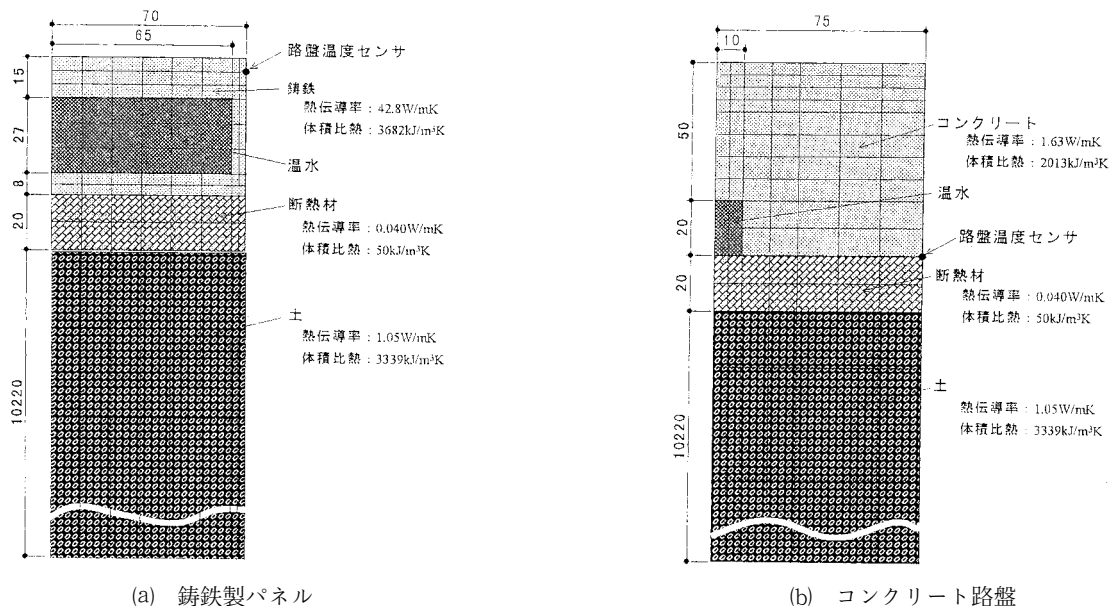 70
65
15
27
8
20
10220
路盤温度センサ
鋳鉄
熱伝導率：42.8W/mK
体積比熱：3682kJ/m³K
温水
断熱材
熱伝導率：0.040W/mK
体積比熱：50kJ/m³K
土
熱伝導率：1.05W/mK
体積比熱：3339kJ/m³K
(a) 鋳鉄製パネル
75
10
50
20
20
10220
コンクリート
熱伝導率：1.63W/mK
体積比熱：2013kJ/m³K
温水
路盤温度センサ
断熱材
熱伝導率：0.040W/mK
体積比熱：50kJ/m³K
土
熱伝導率：1.05W/mK
体積比熱：3339kJ/m³K
(b) コンクリート路盤